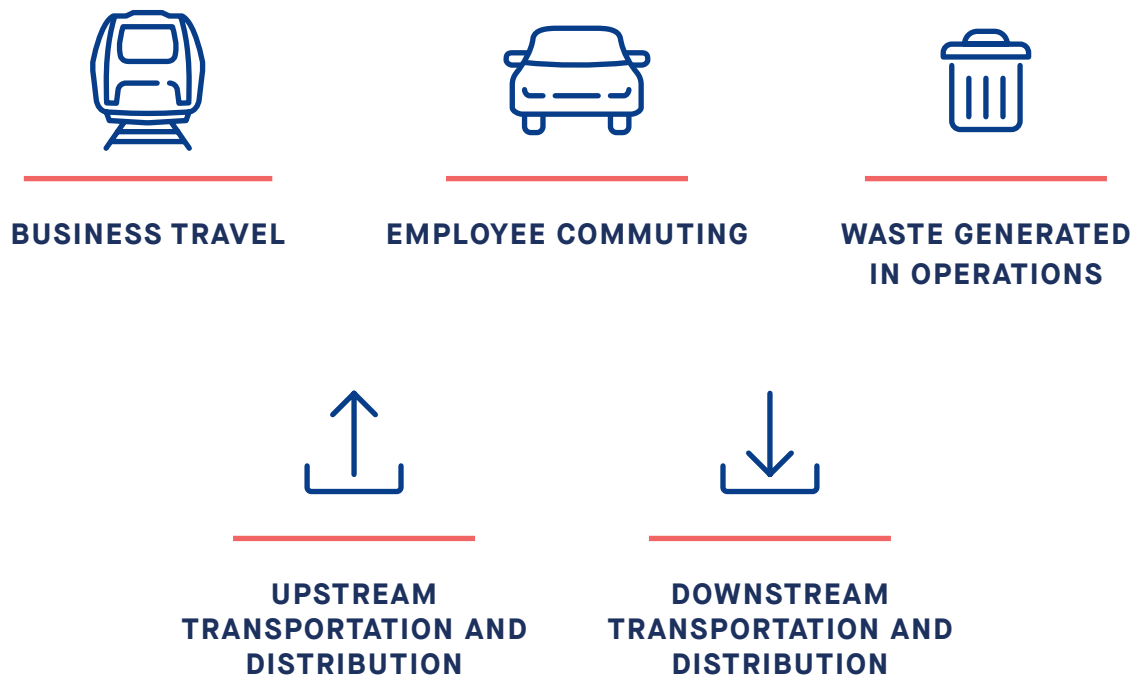 BUSINESS TRAVEL
EMPLOYEE COMMUTING
WASTE GENERATED
IN OPERATIONS
UPSTREAM
TRANSPORTATION AND
DISTRIBUTION
DOWNSTREAM
TRANSPORTATION AND
DISTRIBUTION